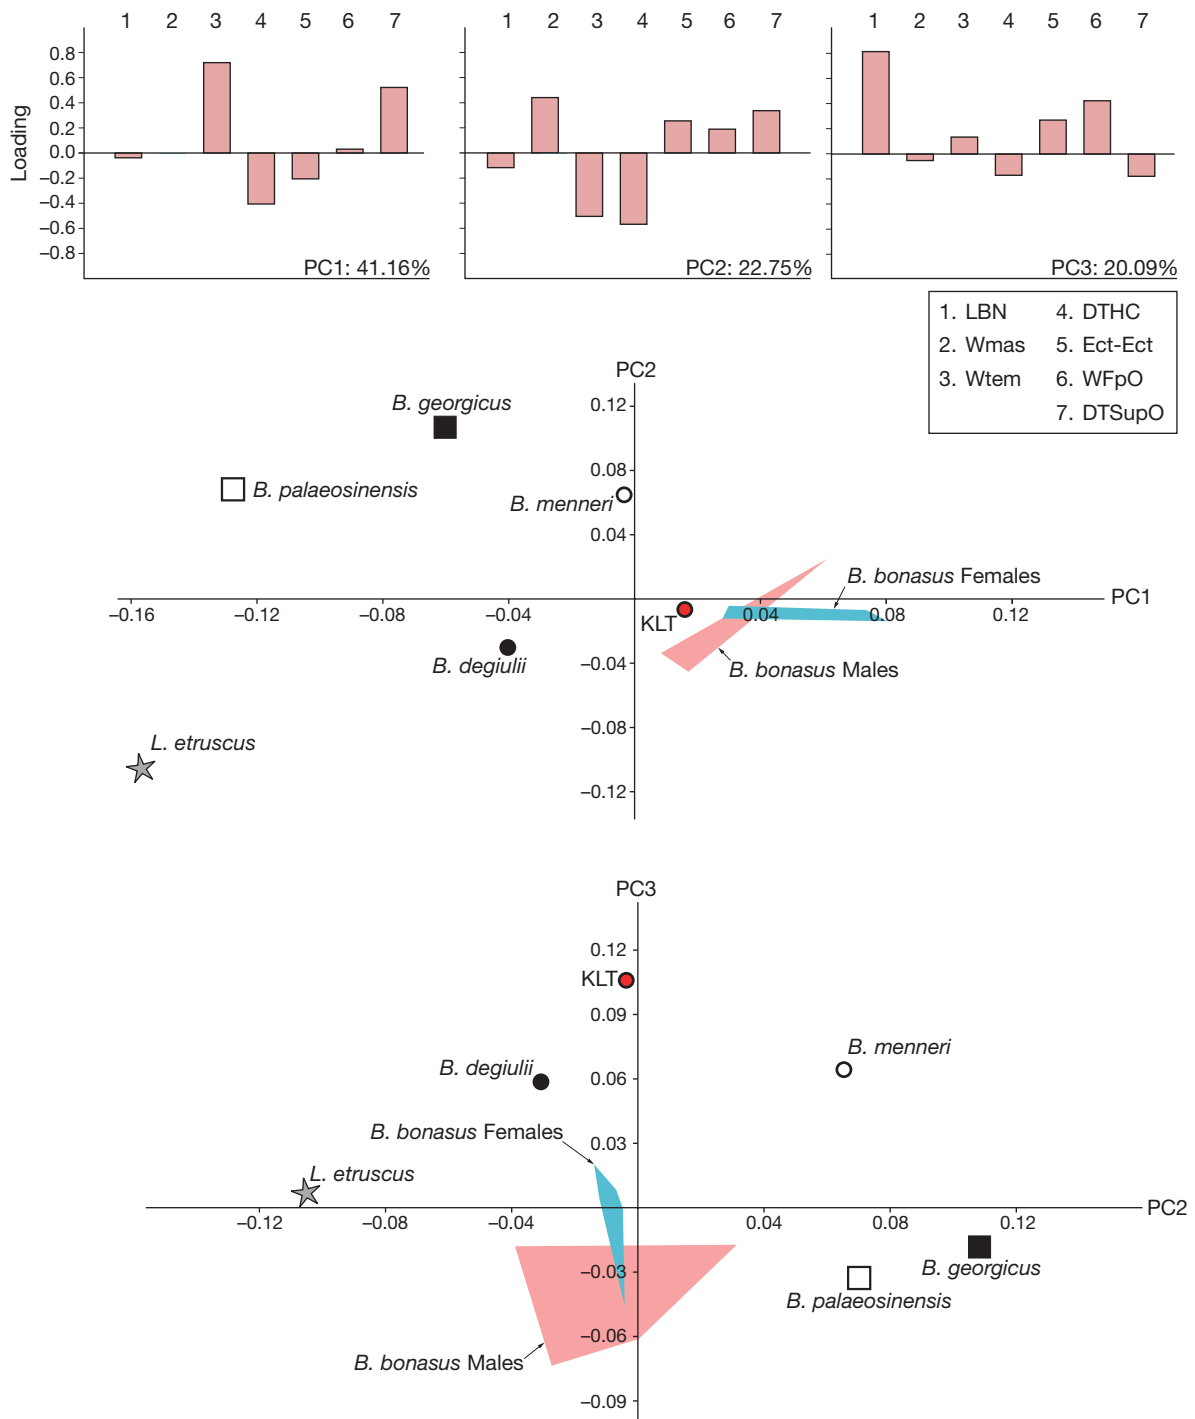 1 2 3 4 5 6 7
1 2 3 4 5 6 7
1 2 3 4 5 6 7
Loading
0.8
0.6
0.4
0.2
0.0
−0.2
−0.4
−0.6
−0.8
PC1: 41.16%
PC2: 22.75%
PC3: 20.09%
1. LBN
2. Wmas
3. Wtem
4. DTHC
5. Ect-Ect
6. WFpO
7. DTSupO
PC2
0.12
0.08
0.04
−0.04
−0.08
−0.12
−0.16 −0.12 −0.08 −0.04 0.04 0.08 0.12
PC1
B. georgicus
B. palaeosinensis
B. menneri
B. bonasus Females
KLT
B. degiulii
B. bonasus Males
L. etruscus
PC3
0.12
0.09
0.06
0.03
−0.03
−0.06
−0.09
−0.12 −0.08 −0.04 0.04 0.08 0.12
PC2
KLT
B. menneri
B. degiulii
B. bonasus Females
L. etruscus
B. georgicus
B. palaeosinensis
B. bonasus Males